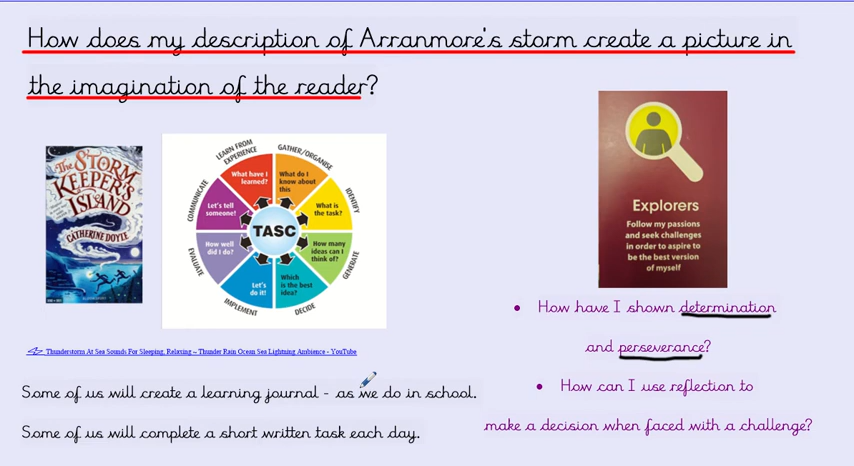 How does my description of Arranmore's storm create a picture in
the imagination of the reader?
The
STORM
KEEPER'S
ISLAND
CATHERINE DOYLE
LEARN FROM EXPERIENCE
What have I learned?
GATHER/ORGANISE
What do I know about this
IDENTIFY
What is the task?
GENERATE
How many ideas can I think of?
DECIDE
Which is the best idea?
IMPLEMENT
Let's do it!
EVALUATE
How well did I do?
COMMUNICATE
Let's tell someone!
TASC
Explorers
Follow my passions
and seek challenges
in order to aspire to
be the best version
of myself
Thunderstorm At Sea Sounds For Sleeping, Relaxing ~ Thunder Rain Ocean Sea Lightning Ambience - YouTube
Some of us will create a learning journal - as we do in school.
Some of us will complete a short written task each day.
• How have I shown determination
and perseverance?
• How can I use reflection to
make a decision when faced with a challenge?